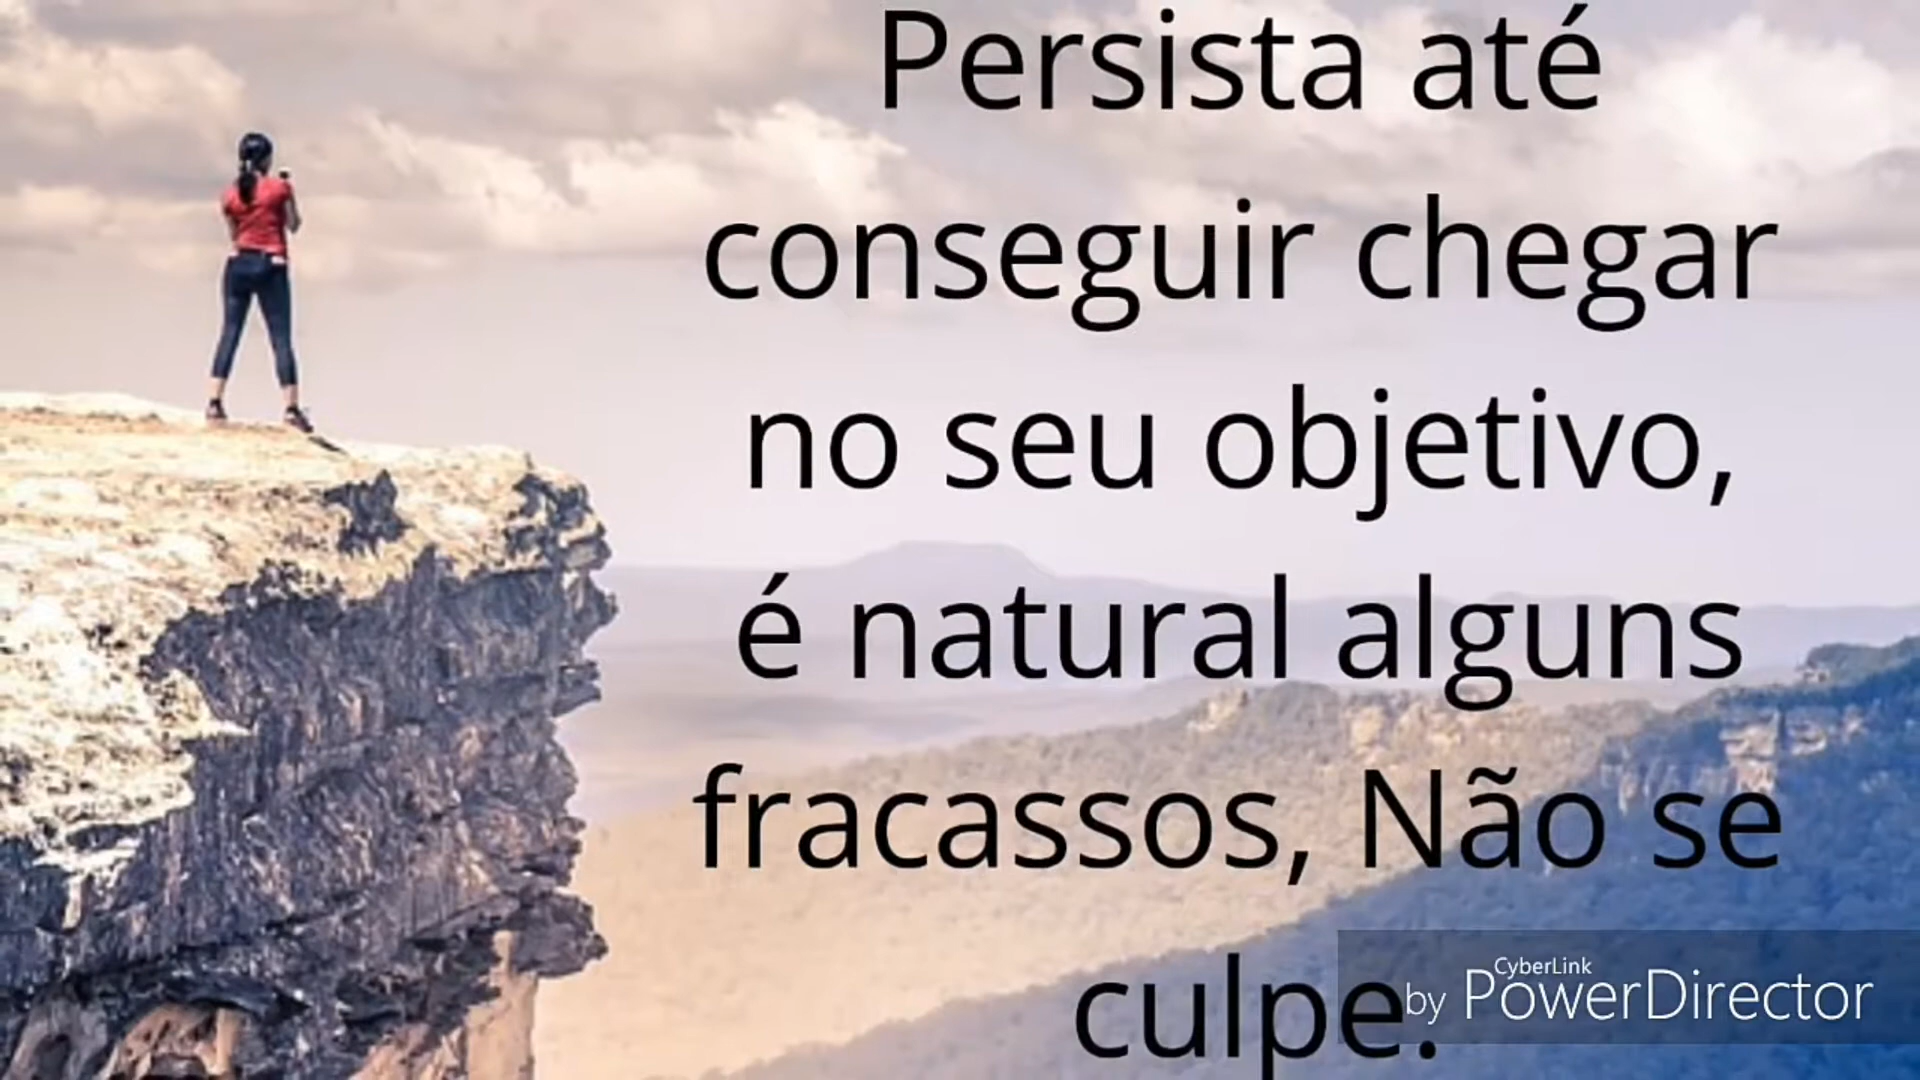 Persista até
conseguir chegar
no seu objetivo,
é natural alguns
fracassos, Não se
culpe.
CyberLink
by PowerDirector